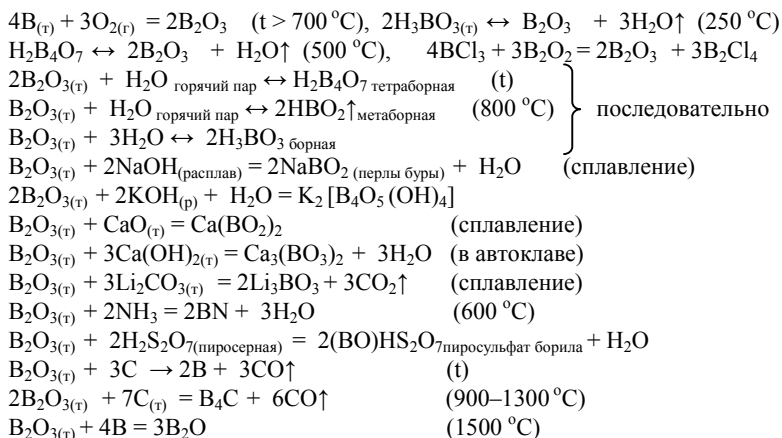 4B(т) + 3O₂(г) = 2B₂O₃ (t > 700 °C), 2H₃BO₃(т) ↔ B₂O₃ + 3H₂O↑ (250 °C)
H₂B₄O₇ ↔ 2B₂O₃ + H₂O↑ (500 °C), 4BCl₃ + 3B₂O₂ = 2B₂O₃ + 3B₂Cl₄
2B₂O₃(т) + H₂O горячий пар ↔ H₂B₄O₇ тетраборная (t)
B₂O₃(т) + H₂O горячий пар ↔ 2HBO₂↑метаборная (800 °C) } последовательно
B₂O₃(т) + 3H₂O ↔ 2H₃BO₃ борная
B₂O₃(т) + 2NaOH(расплав) = 2NaBO₂ (перлы буры) + H₂O (сплавление)
2B₂O₃(т) + 2KOH(р) + H₂O = K₂ [B₄O₅ (OH)₄]
B₂O₃(т) + CaO(т) = Ca(BO₂)₂ (сплавление)
B₂O₃(т) + 3Ca(OH)₂(т) = Ca₃(BO₃)₂ + 3H₂O (в автоклаве)
B₂O₃(т) + 3Li₂CO₃(т) = 2Li₃BO₃ + 3CO₂↑ (сплавление)
B₂O₃(т) + 2NH₃ = 2BN + 3H₂O (600 °C)
B₂O₃(т) + 2H₂S₂O₇(пиросерная) = 2(BO)HS₂O₇пиросульфат борила + H₂O
B₂O₃(т) + 3C → 2B + 3CO↑ (t)
2B₂O₃(т) + 7C(т) = B₄C + 6CO↑ (900–1300 °C)
B₂O₃(т) + 4B = 3B₂O (1500 °C)